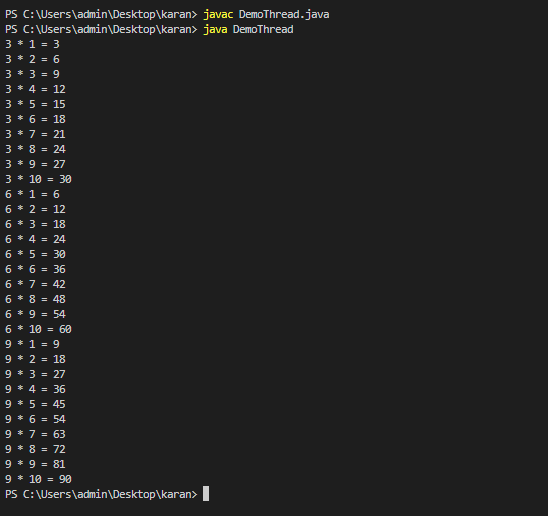 PS C:\Users\admin\Desktop\karan> javac DemoThread.java
PS C:\Users\admin\Desktop\karan> java DemoThread
3 * 1 = 3
3 * 2 = 6
3 * 3 = 9
3 * 4 = 12
3 * 5 = 15
3 * 6 = 18
3 * 7 = 21
3 * 8 = 24
3 * 9 = 27
3 * 10 = 30
6 * 1 = 6
6 * 2 = 12
6 * 3 = 18
6 * 4 = 24
6 * 5 = 30
6 * 6 = 36
6 * 7 = 42
6 * 8 = 48
6 * 9 = 54
6 * 10 = 60
9 * 1 = 9
9 * 2 = 18
9 * 3 = 27
9 * 4 = 36
9 * 5 = 45
9 * 6 = 54
9 * 7 = 63
9 * 8 = 72
9 * 9 = 81
9 * 10 = 90
PS C:\Users\admin\Desktop\karan>